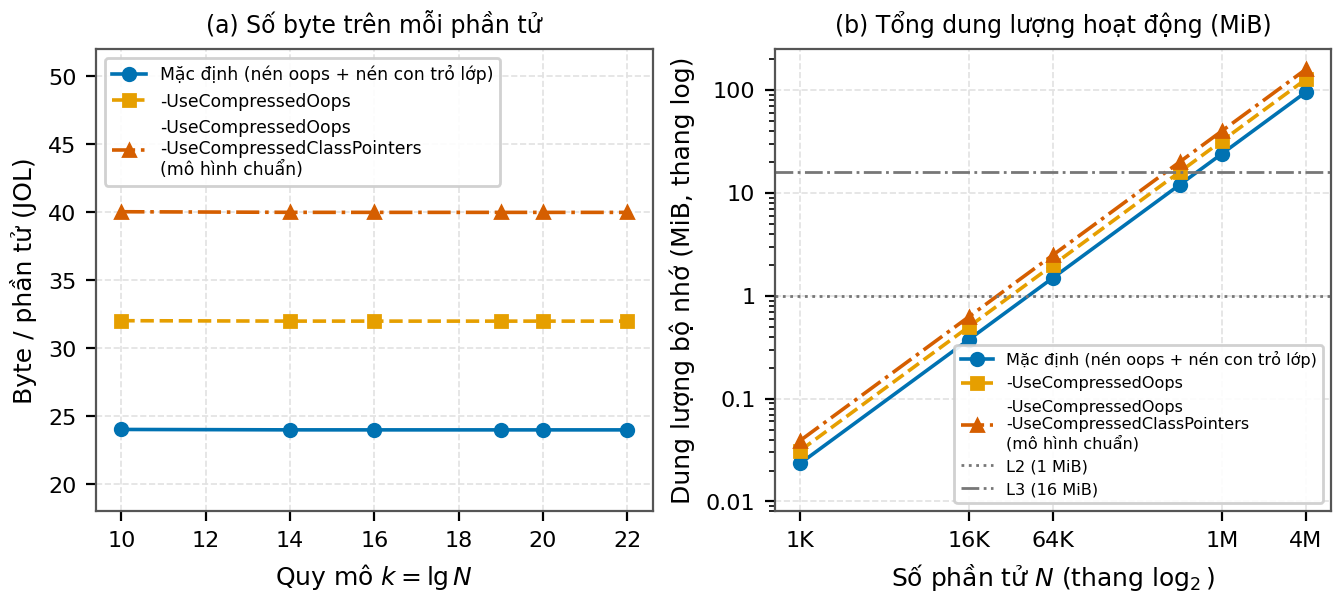 (a) Số byte trên mỗi phần tử
Byte / phần tử (JOL)
50
45
40
35
30
25
20
Mặc định (nén oops + nén con trỏ lớp)
-UseCompressedOops
-UseCompressedOops
-UseCompressedClassPointers
(mô hình chuẩn)
10 12 14 16 18 20 22
Quy mô k = lg N
(b) Tổng dung lượng hoạt động (MiB)
Dung lượng bộ nhớ (MiB, thang log)
100
10
1
0.1
0.01
Mặc định (nén oops + nén con trỏ lớp)
-UseCompressedOops
-UseCompressedOops
-UseCompressedClassPointers
(mô hình chuẩn)
L2 (1 MiB)
L3 (16 MiB)
1K 16K 64K 1M 4M
Số phần tử N (thang log₂)